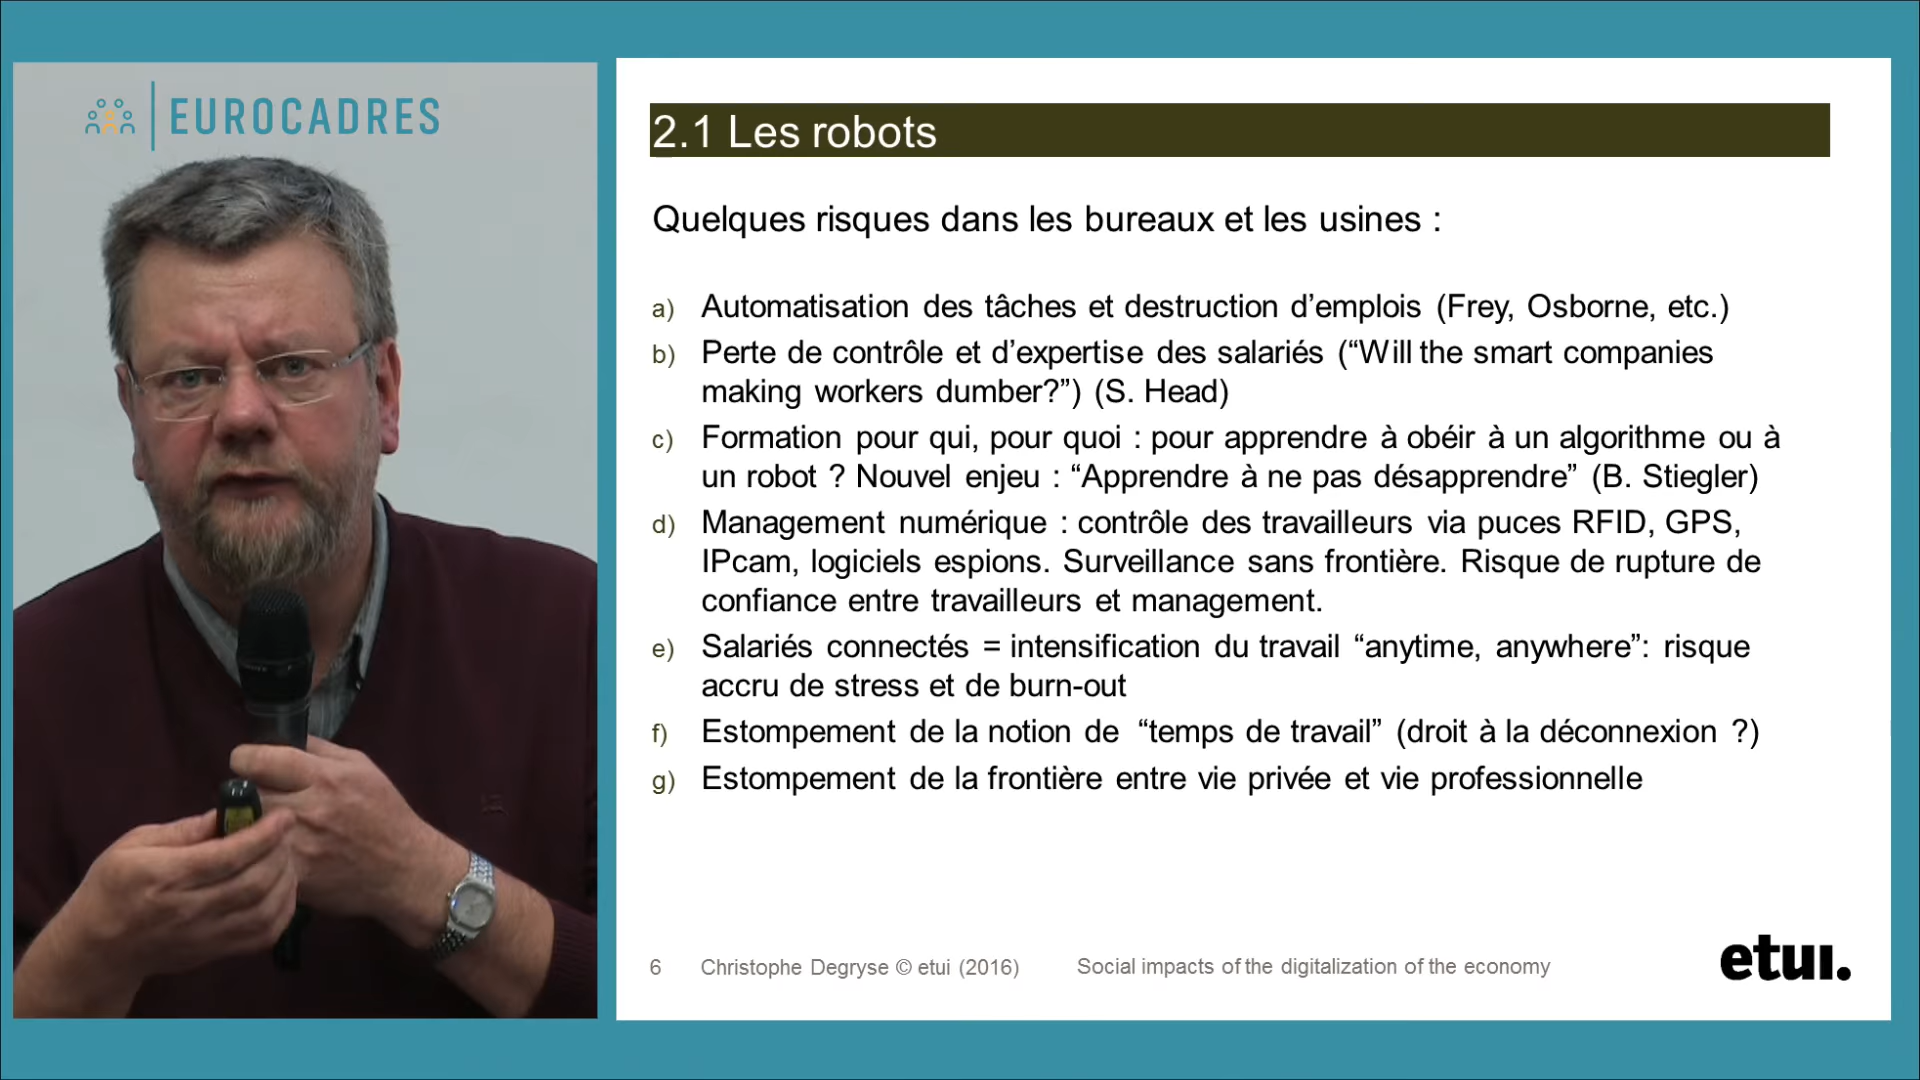 EUROCADRES
2.1 Les robots
Quelques risques dans les bureaux et les usines :
a) Automatisation des tâches et destruction d’emplois (Frey, Osborne, etc.)
b) Perte de contrôle et d’expertise des salariés (“Will the smart companies
making workers dumber?”) (S. Head)
c) Formation pour qui, pour quoi : pour apprendre à obéir à un algorithme ou à
un robot ? Nouvel enjeu : “Apprendre à ne pas désapprendre” (B. Stiegler)
d) Management numérique : contrôle des travailleurs via puces RFID, GPS,
IPcam, logiciels espions. Surveillance sans frontière. Risque de rupture de
confiance entre travailleurs et management.
e) Salariés connectés = intensification du travail “anytime, anywhere”: risque
accru de stress et de burn-out
f) Estompement de la notion de “temps de travail” (droit à la déconnexion ?)
g) Estompement de la frontière entre vie privée et vie professionnelle
6 Christophe Degryse © etui (2016) Social impacts of the digitalization of the economy
etui.